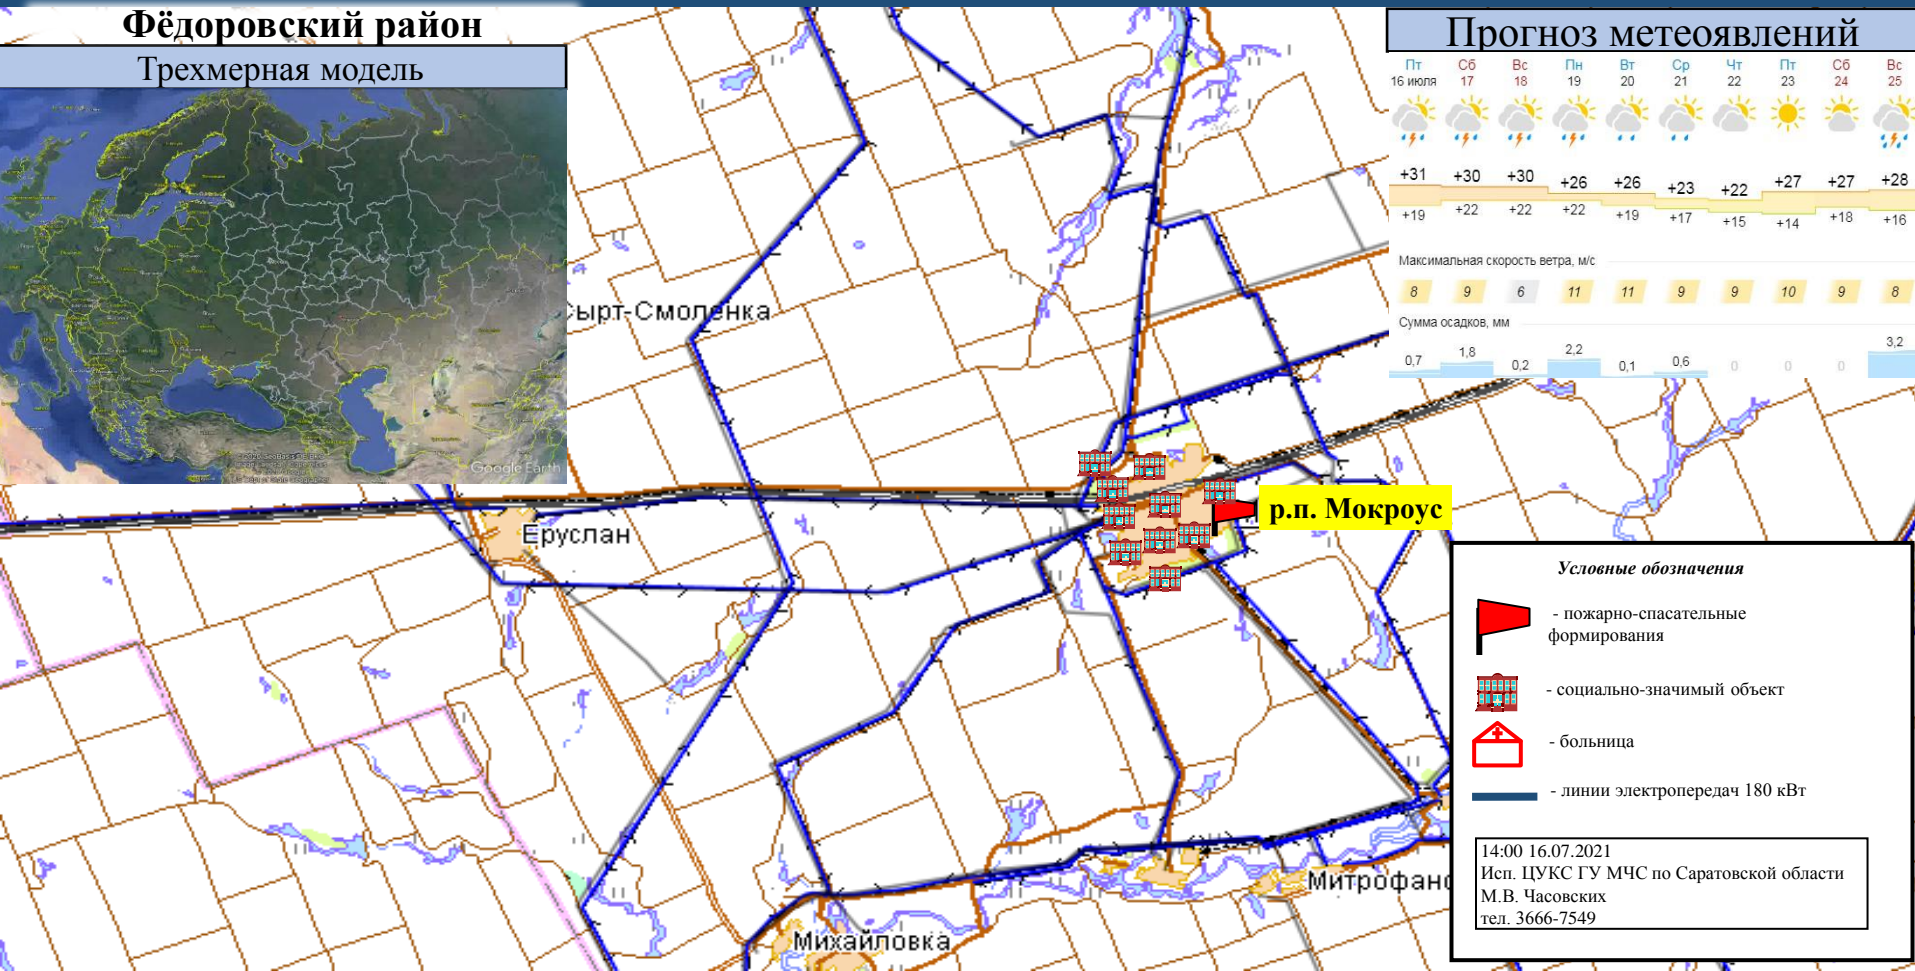 Фёдоровский район
Трехмерная модель
Google Earth
Прогноз метеоявлений
Пт Сб Вс Пн Вт Ср Чт Пт Сб Вс
16 июля 17 18 19 20 21 22 23 24 25
+31 +30 +30 +26 +26 +23 +22 +27 +27 +28
+19 +22 +22 +22 +19 +17 +15 +14 +18 +16
Максимальная скорость ветра, м/с
8 9 6 11 11 9 9 10 9 8
Сумма осадков, мм
0,7 1,8 0,2 2,2 0,1 0,6 0 0 0 3,2
ырт-Смоленка
Еруслан
р.п. Мокроус
Митрофано
Михайловка
Условные обозначения
- пожарно-спасательные
формирования
- социально-значимый объект
- больница
- линии электропередач 180 кВт
14:00 16.07.2021
Исп. ЦУКС ГУ МЧС по Саратовской области
М.В. Часовских
тел. 3666-7549